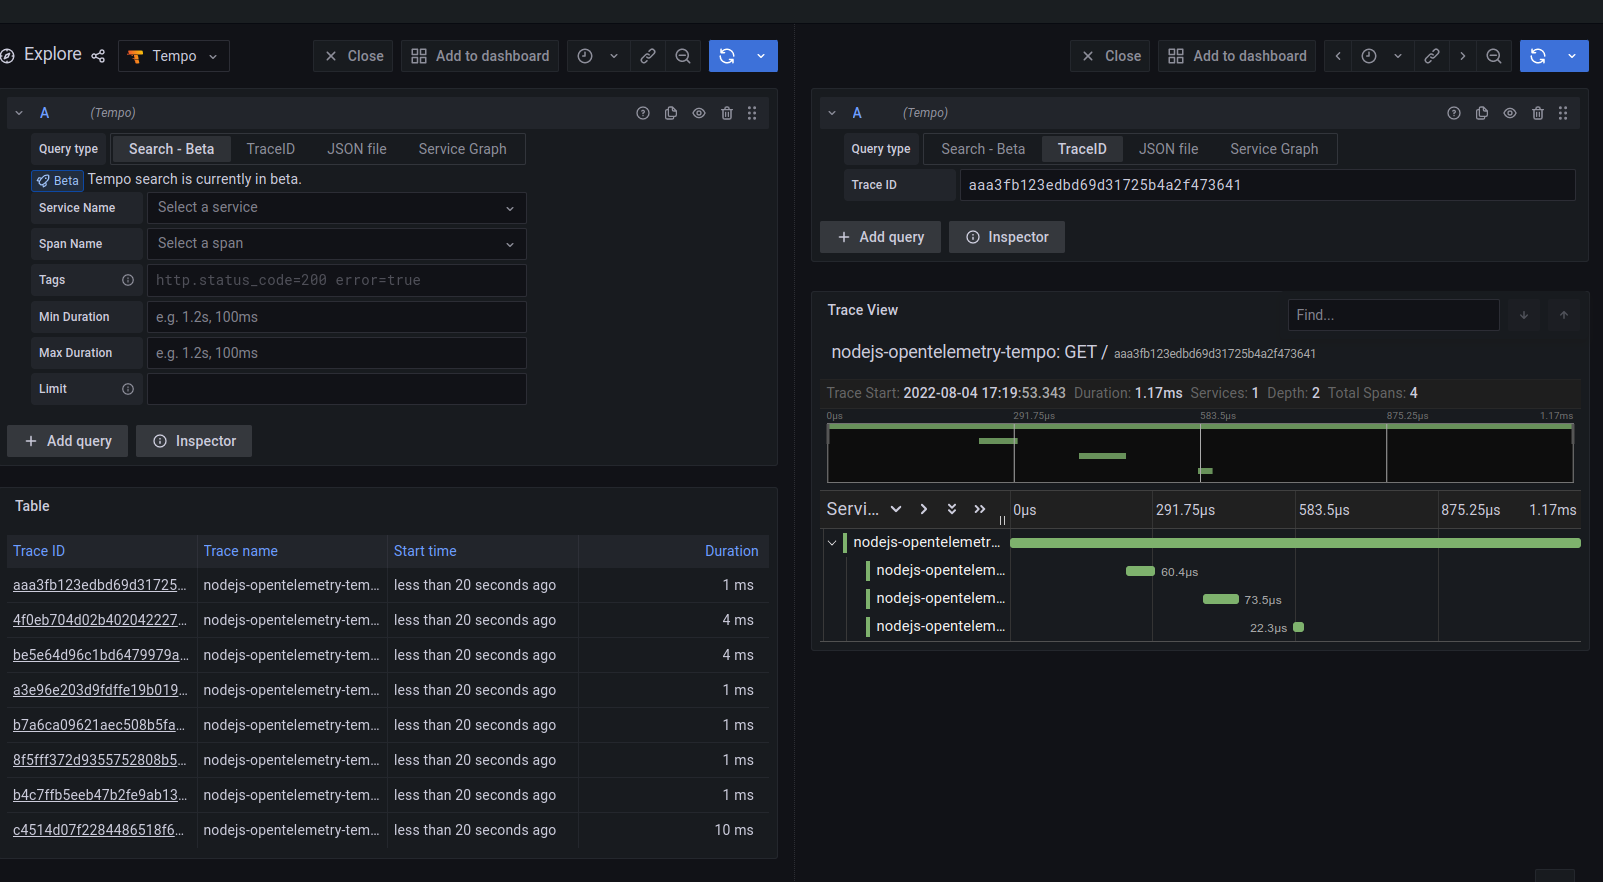 Explore
Tempo
Close
Add to dashboard
A
(Tempo)
Query type
Search - Beta
TraceID
JSON file
Service Graph
Beta
Tempo search is currently in beta.
Service Name
Select a service
Span Name
Select a span
Tags
http.status_code=200 error=true
Min Duration
e.g. 1.2s, 100ms
Max Duration
e.g. 1.2s, 100ms
Limit
Add query
Inspector
Table
Trace ID
Trace name
Start time
Duration
aaa3fb123edbd69d31725...
nodejs-opentelemetry-tem...
less than 20 seconds ago
1 ms
4f0eb704d02b402042227...
nodejs-opentelemetry-tem...
less than 20 seconds ago
4 ms
be5e64d96c1bd6479979a...
nodejs-opentelemetry-tem...
less than 20 seconds ago
4 ms
a3e96e203d9fdffe19b019...
nodejs-opentelemetry-tem...
less than 20 seconds ago
1 ms
b7a6ca09621aec508b5fa...
nodejs-opentelemetry-tem...
less than 20 seconds ago
1 ms
8f5fff372d9355752808b5...
nodejs-opentelemetry-tem...
less than 20 seconds ago
1 ms
b4c7ffb5eeb47b2fe9ab13...
nodejs-opentelemetry-tem...
less than 20 seconds ago
1 ms
c4514d07f2284486518f6...
nodejs-opentelemetry-tem...
less than 20 seconds ago
10 ms
Close
Add to dashboard
A
(Tempo)
Query type
Search - Beta
TraceID
JSON file
Service Graph
Trace ID
aaa3fb123edbd69d31725b4a2f473641
Add query
Inspector
Trace View
Find...
nodejs-opentelemetry-tempo: GET / aaa3fb123edbd69d31725b4a2f473641
Trace Start: 2022-08-04 17:19:53.343 Duration: 1.17ms Services: 1 Depth: 2 Total Spans: 4
0μs
291.75μs
583.5μs
875.25μs
1.17ms
Servi...
0μs
291.75μs
583.5μs
875.25μs
1.17ms
nodejs-opentelemetr...
nodejs-opentelem...
60.4μs
nodejs-opentelem...
73.5μs
nodejs-opentelem...
22.3μs